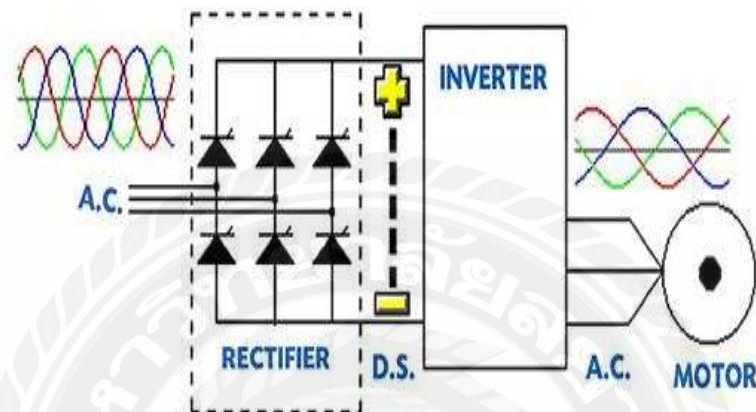 INVERTER
A.C.
RECTIFIER
D.S.
A.C.
MOTOR